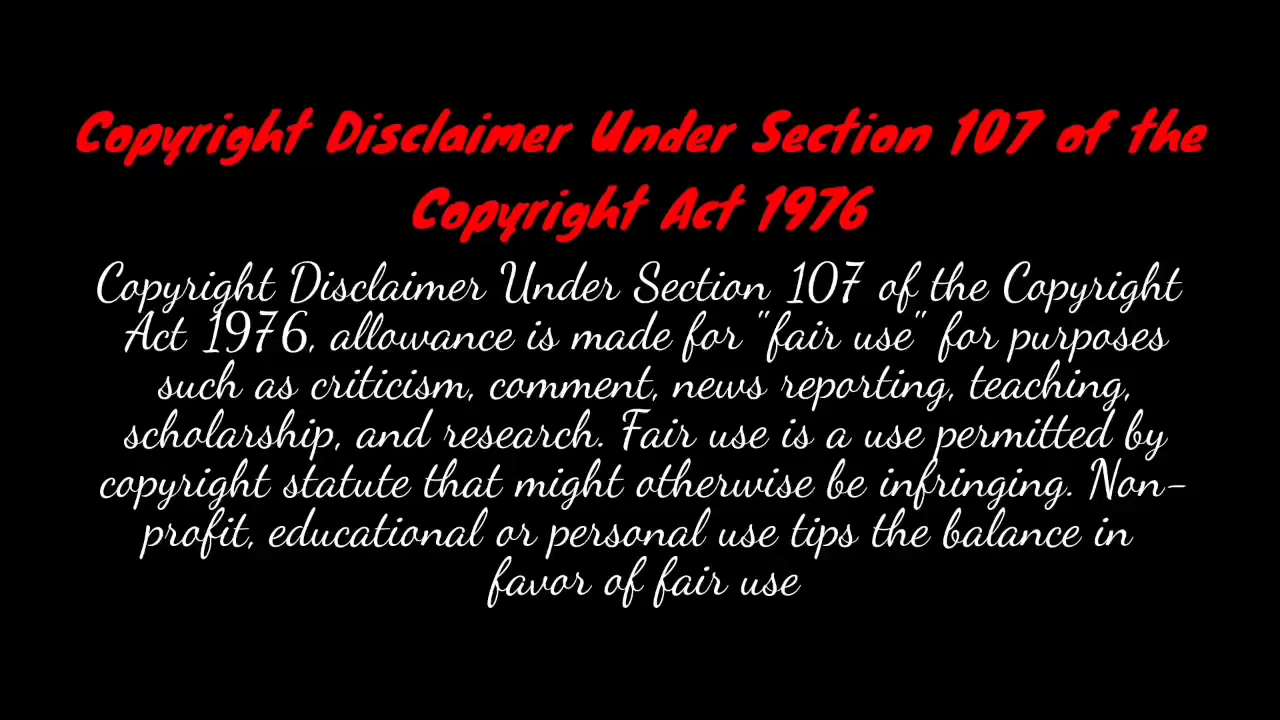 Copyright Disclaimer Under Section 107 of the
Copyright Act 1976
Copyright Disclaimer Under Section 107 of the Copyright
Act 1976, allowance is made for "fair use" for purposes
such as criticism, comment, news reporting, teaching,
scholarship, and research. Fair use is a use permitted by
copyright statute that might otherwise be infringing. Non-
profit, educational or personal use tips the balance in
favor of fair use